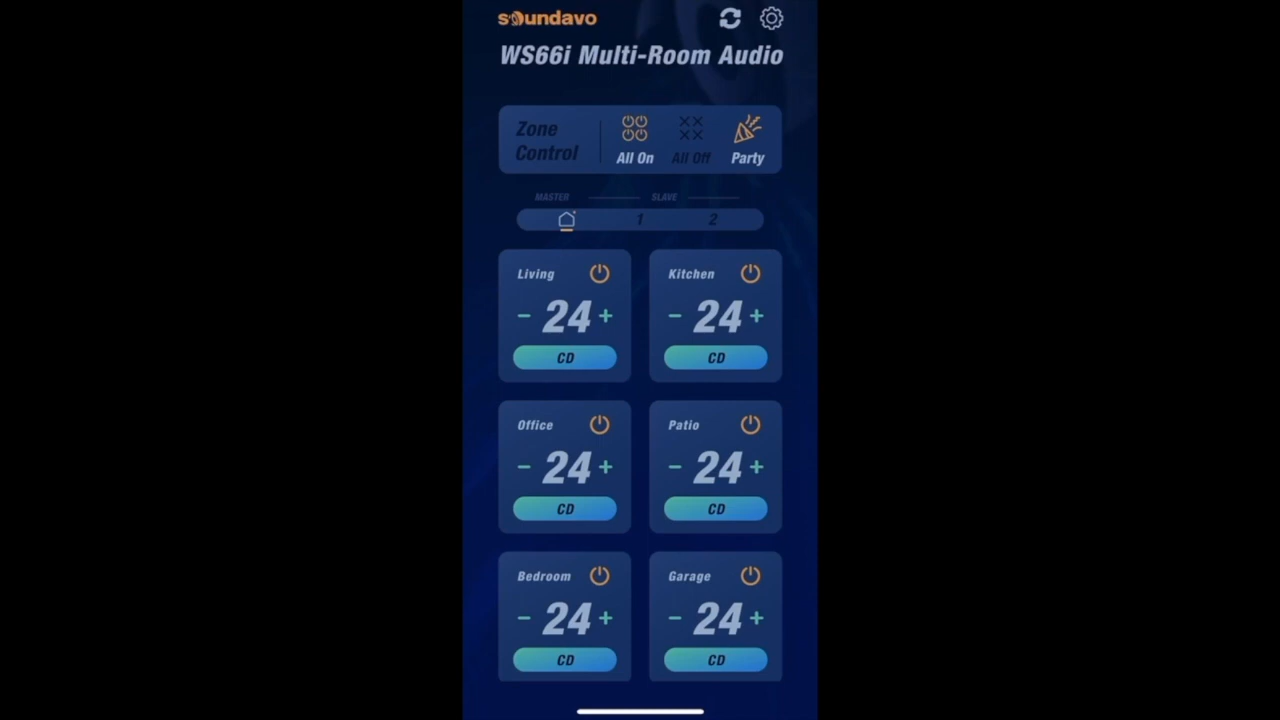 soundavo
WS66i Multi-Room Audio
Zone
Control
All On
All Off
Party
MASTER
SLAVE
1
2
Living
- 24 +
CD
Kitchen
- 24 +
CD
Office
- 24 +
CD
Patio
- 24 +
CD
Bedroom
- 24 +
CD
Garage
- 24 +
CD